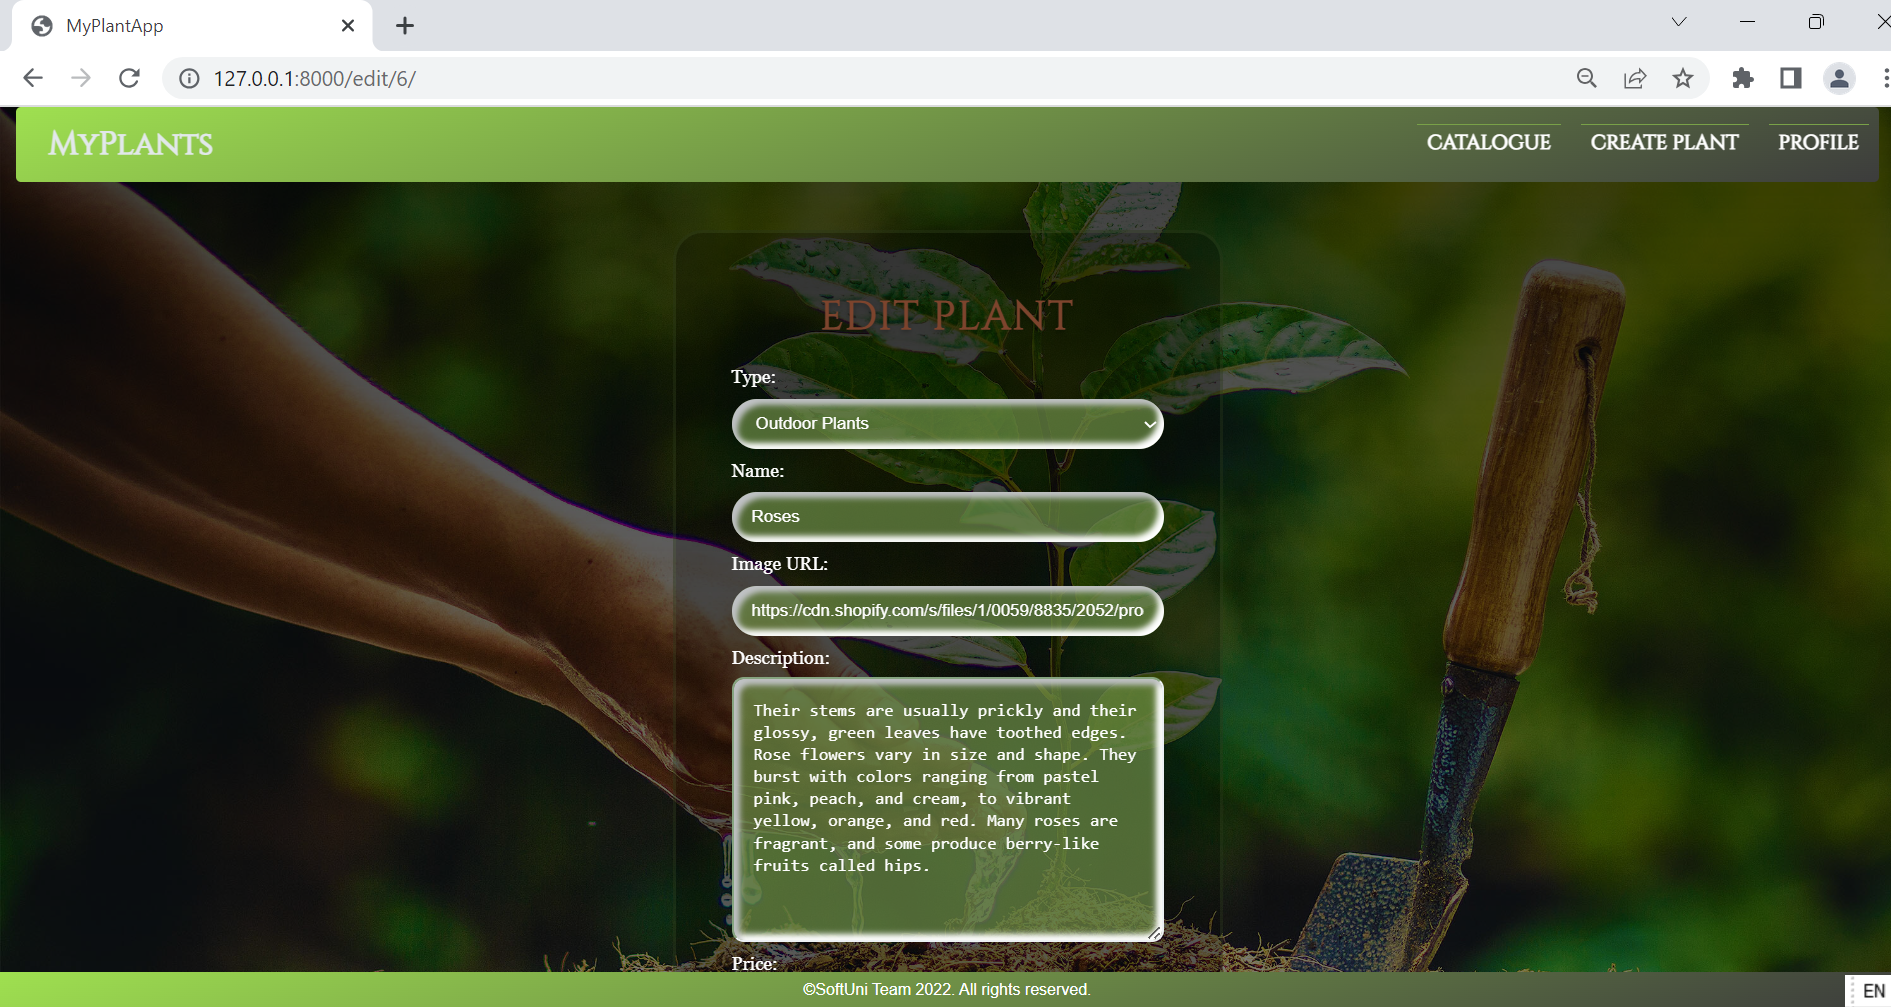 MyPlantApp
127.0.0.1:8000/edit/6/
MyPlants
CATALOGUE
CREATE PLANT
PROFILE
EDIT PLANT
Type:
Outdoor Plants
Name:
Roses
Image URL:
https://cdn.shopify.com/s/files/1/0059/8835/2052/pro
Description:
Their stems are usually prickly and their
glossy, green leaves have toothed edges.
Rose flowers vary in size and shape. They
burst with colors ranging from pastel
pink, peach, and cream, to vibrant
yellow, orange, and red. Many roses are
fragrant, and some produce berry-like
fruits called hips.
Price:
©SoftUni Team 2022. All rights reserved.
EN